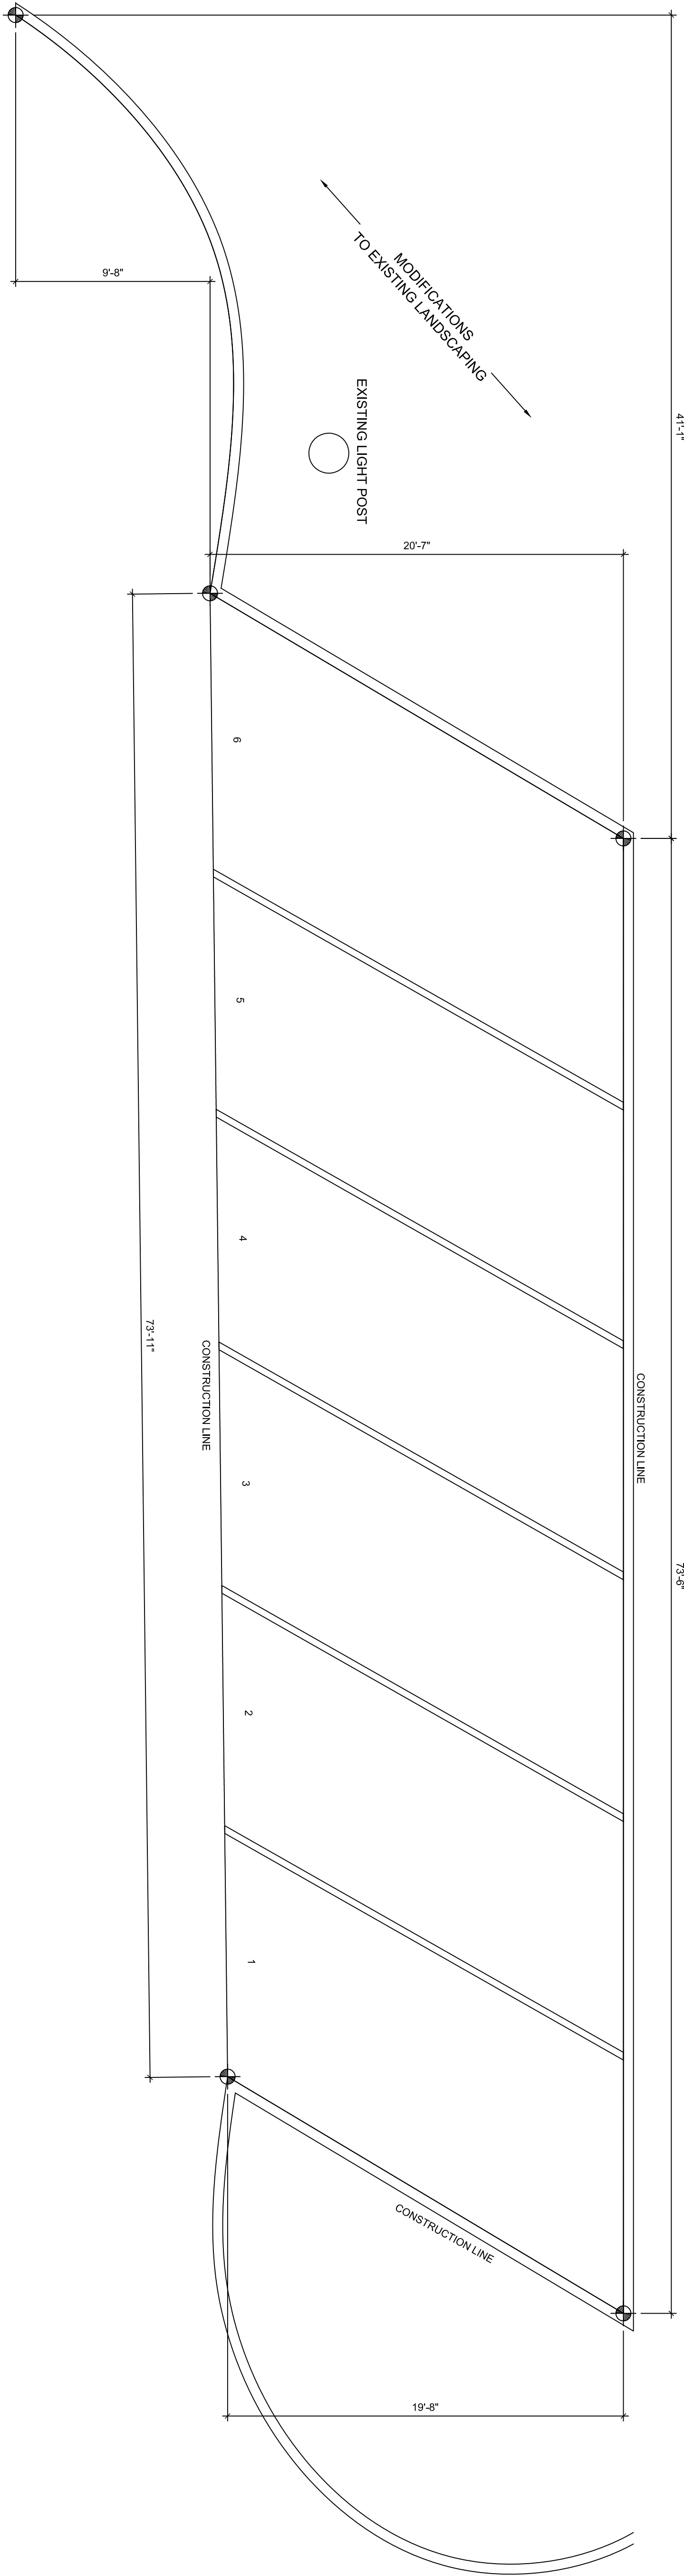 9'-8"
MODIFICATIONS
TO EXISTING LANDSCAPING
EXISTING LIGHT POST
41'-1"
20'-7"
6
5
4
3
2
1
73'-11"
CONSTRUCTION LINE
CONSTRUCTION LINE
73'-6"
CONSTRUCTION LINE
19'-8"